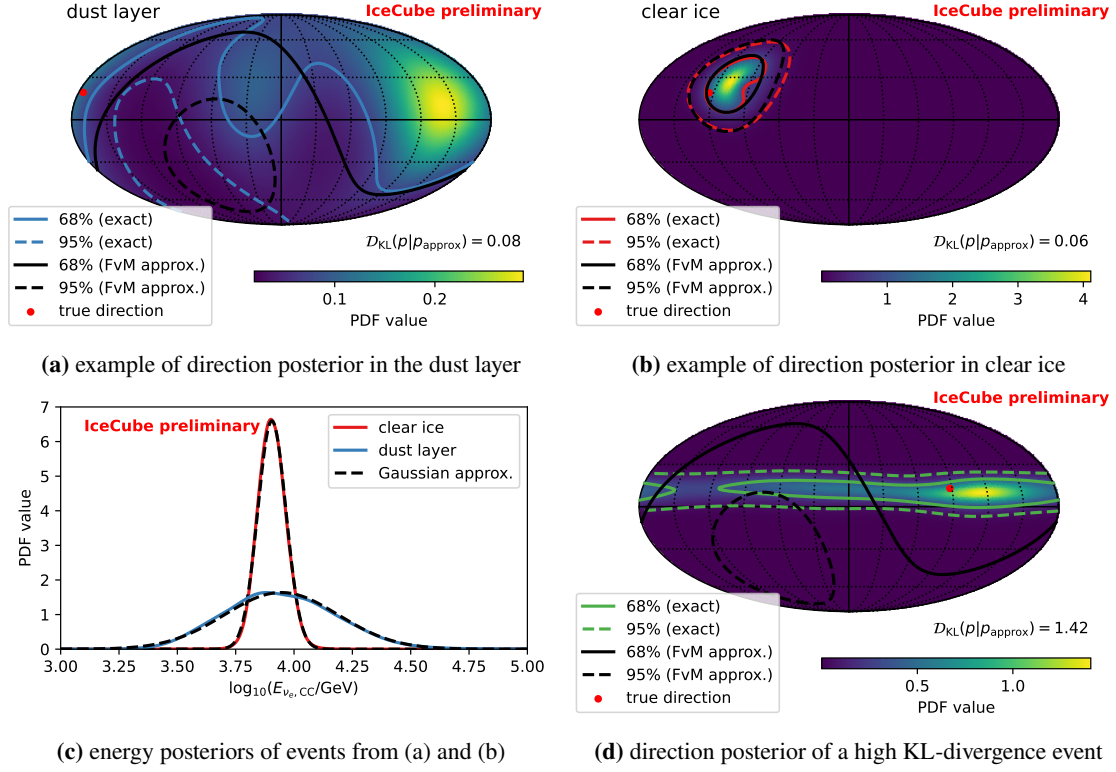 dust layer
IceCube preliminary
68% (exact)
95% (exact)
68% (FvM approx.)
95% (FvM approx.)
true direction
𝒟KL(p|papprox) = 0.08
0.1 0.2
PDF value
(a) example of direction posterior in the dust layer
clear ice
IceCube preliminary
68% (exact)
95% (exact)
68% (FvM approx.)
95% (FvM approx.)
true direction
𝒟KL(p|papprox) = 0.06
1 2 3 4
PDF value
(b) example of direction posterior in clear ice
IceCube preliminary
clear ice
dust layer
Gaussian approx.
PDF value
7
6
5
4
3
2
1
0
3.00 3.25 3.50 3.75 4.00 4.25 4.50 4.75 5.00
log10(Eνe, CC/GeV)
(c) energy posteriors of events from (a) and (b)
IceCube preliminary
68% (exact)
95% (exact)
68% (FvM approx.)
95% (FvM approx.)
true direction
𝒟KL(p|papprox) = 1.42
0.5 1.0
PDF value
(d) direction posterior of a high KL-divergence event